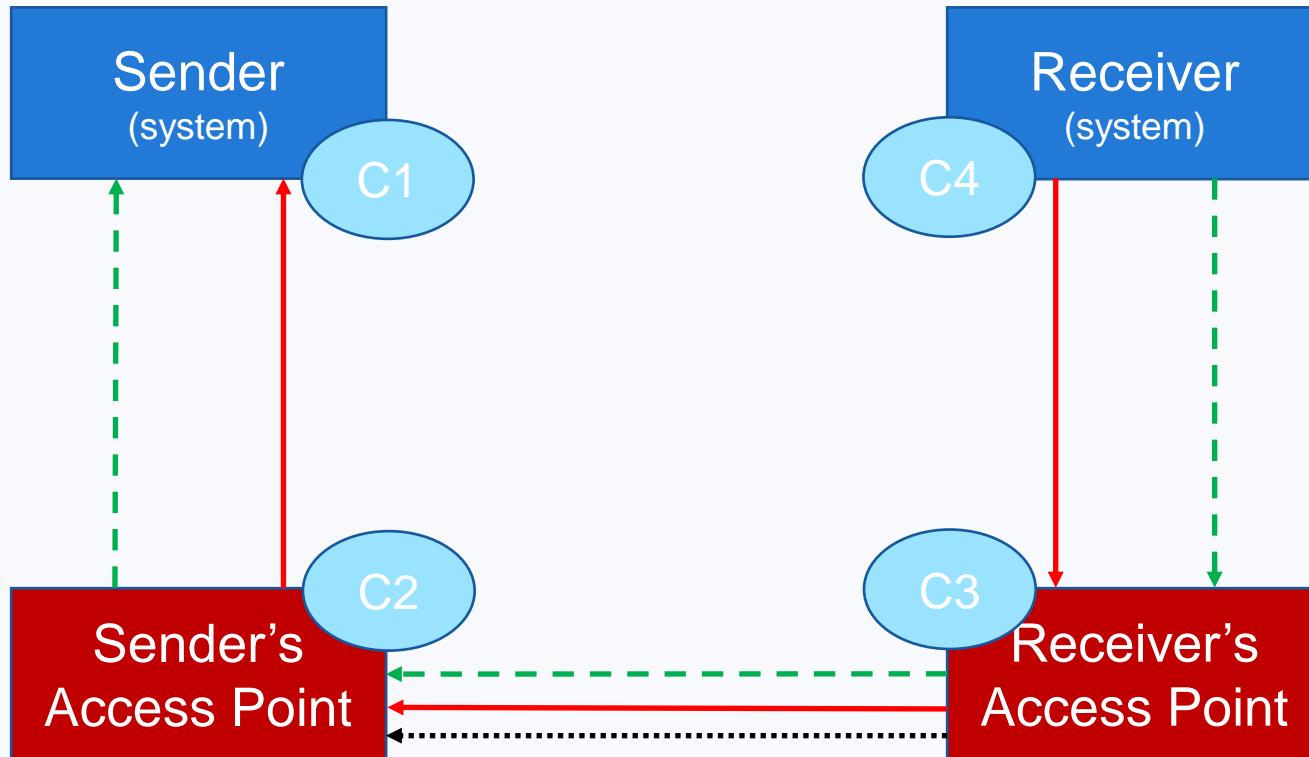 Sender
(system)
C1
Receiver
(system)
C4
C2
Sender’s
Access Point
C3
Receiver’s
Access Point